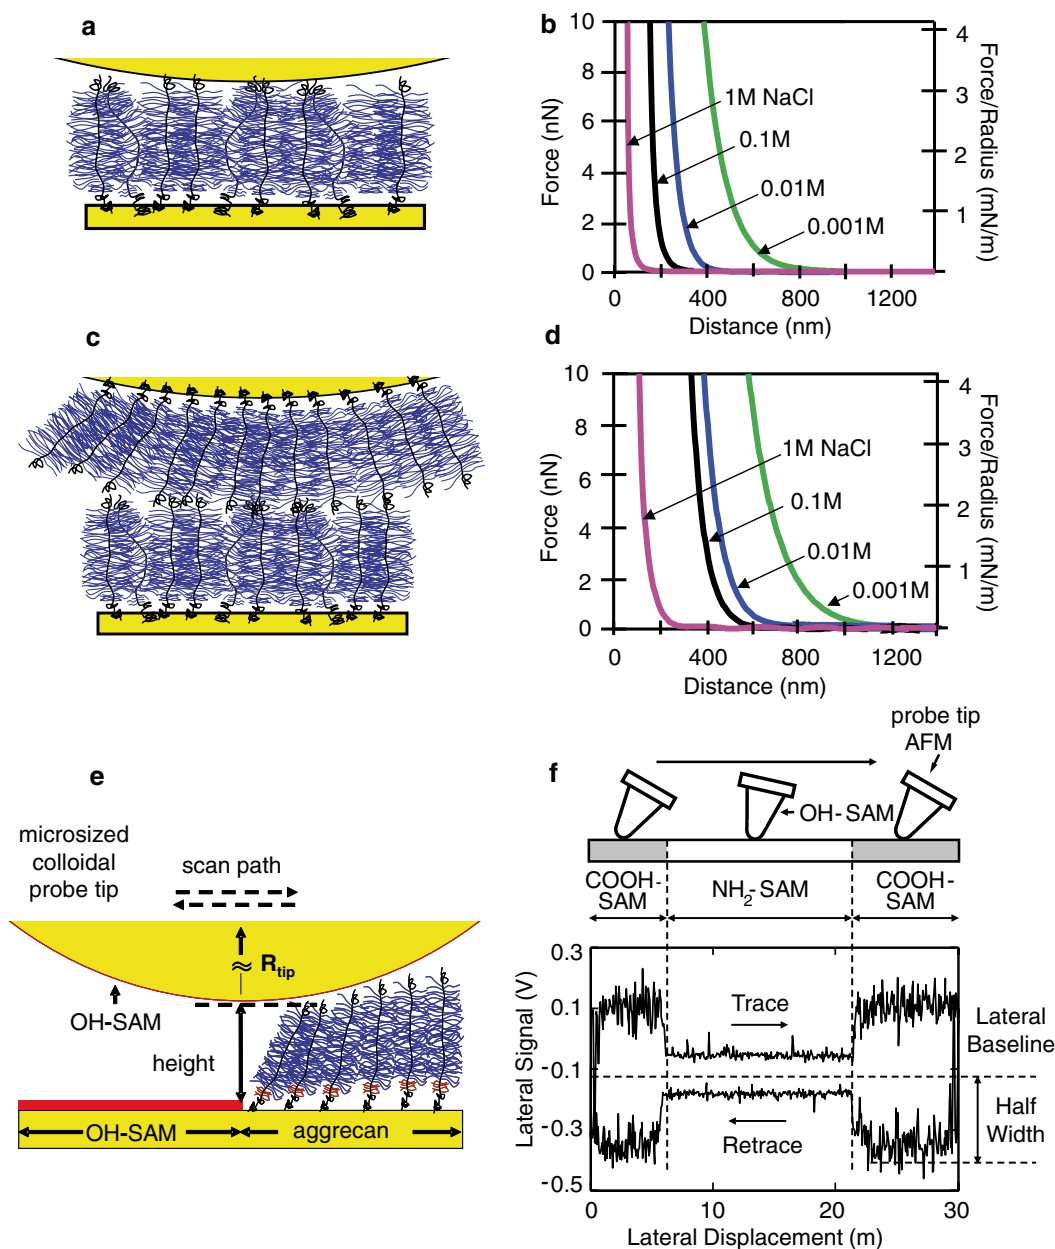 a
b
10
8
6
4
2
0
Force (nN)
1M NaCl
0.1M
0.01M
0.001M
4
3
2
1
Force/Radius (mN/m)
0
400
800
1200
Distance (nm)
c
d
10
8
6
4
2
0
Force (nN)
1M NaCl
0.1M
0.01M
0.001M
4
3
2
1
Force/Radius (mN/m)
0
400
800
1200
Distance (nm)
e
microsized
colloidal
probe tip
scan path
≈ Rtip
OH-SAM
height
OH-SAM
aggrecan
f
probe tip
AFM
OH-SAM
COOH-
SAM
NH2-SAM
COOH-
SAM
0.3
0.1
-0.1
-0.3
-0.5
Lateral Signal (V)
Trace
Retrace
Lateral
Baseline
Half
Width
0
10
20
30
Lateral Displacement (m)